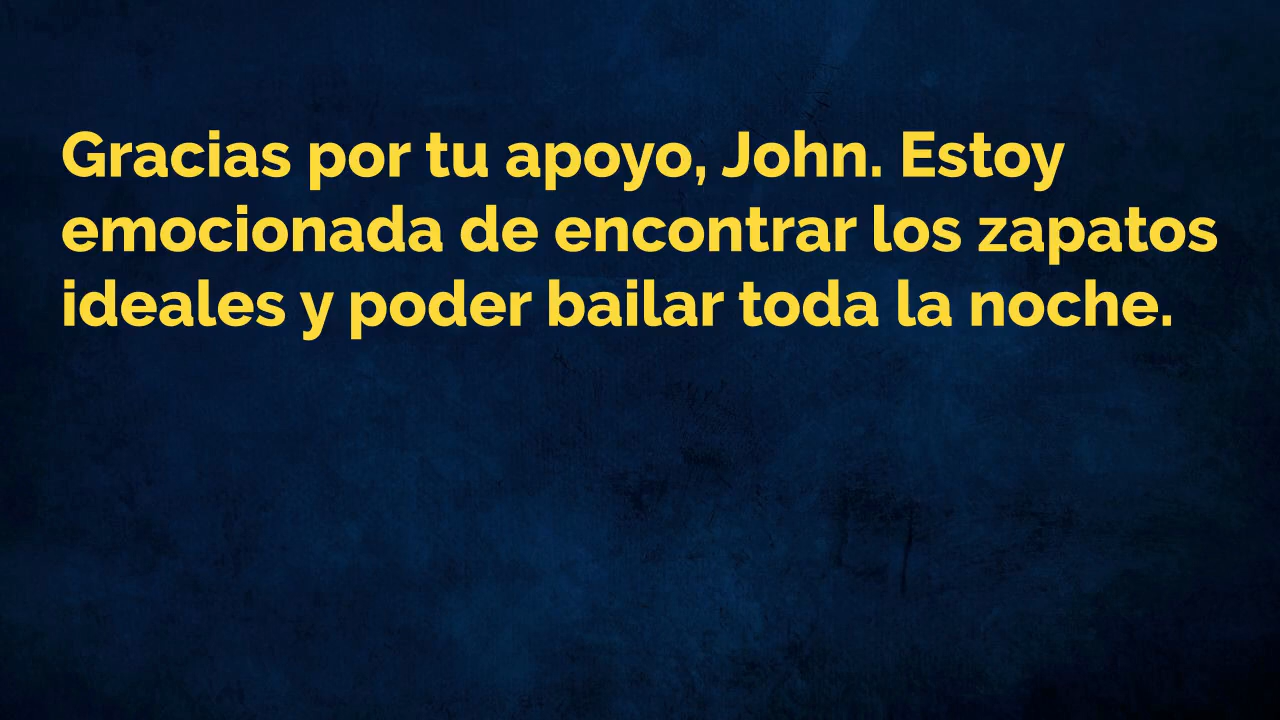 Gracias por tu apoyo, John. Estoy
emocionada de encontrar los zapatos
ideales y poder bailar toda la noche.